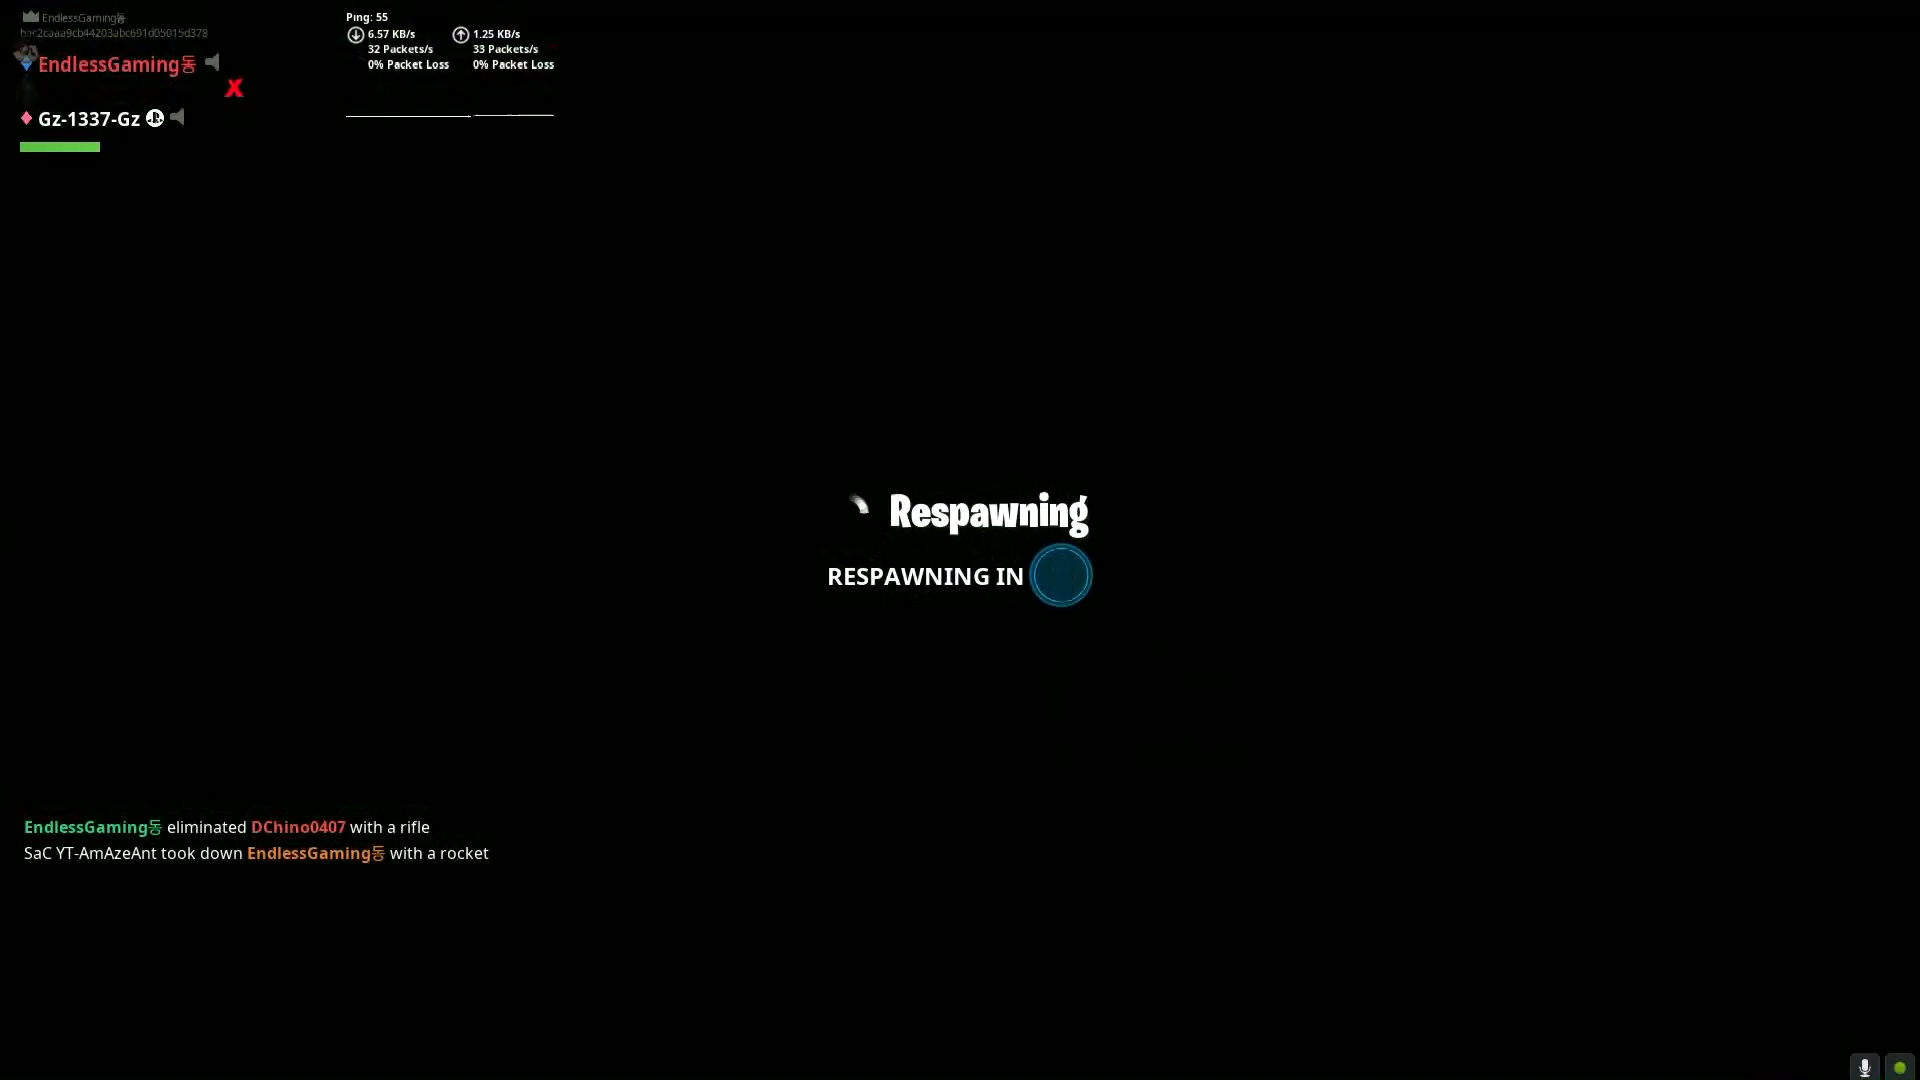 EndlessGaming동
EndlessGaming동
Gz-1337-Gz
Ping: 55
6.57 KB/s 1.25 KB/s
32 Packets/s 33 Packets/s
0% Packet Loss 0% Packet Loss
Respawning
RESPAWNING IN
EndlessGaming동 eliminated DChino0407 with a rifle
SaC YT-AmAzeAnt took down EndlessGaming동 with a rocket